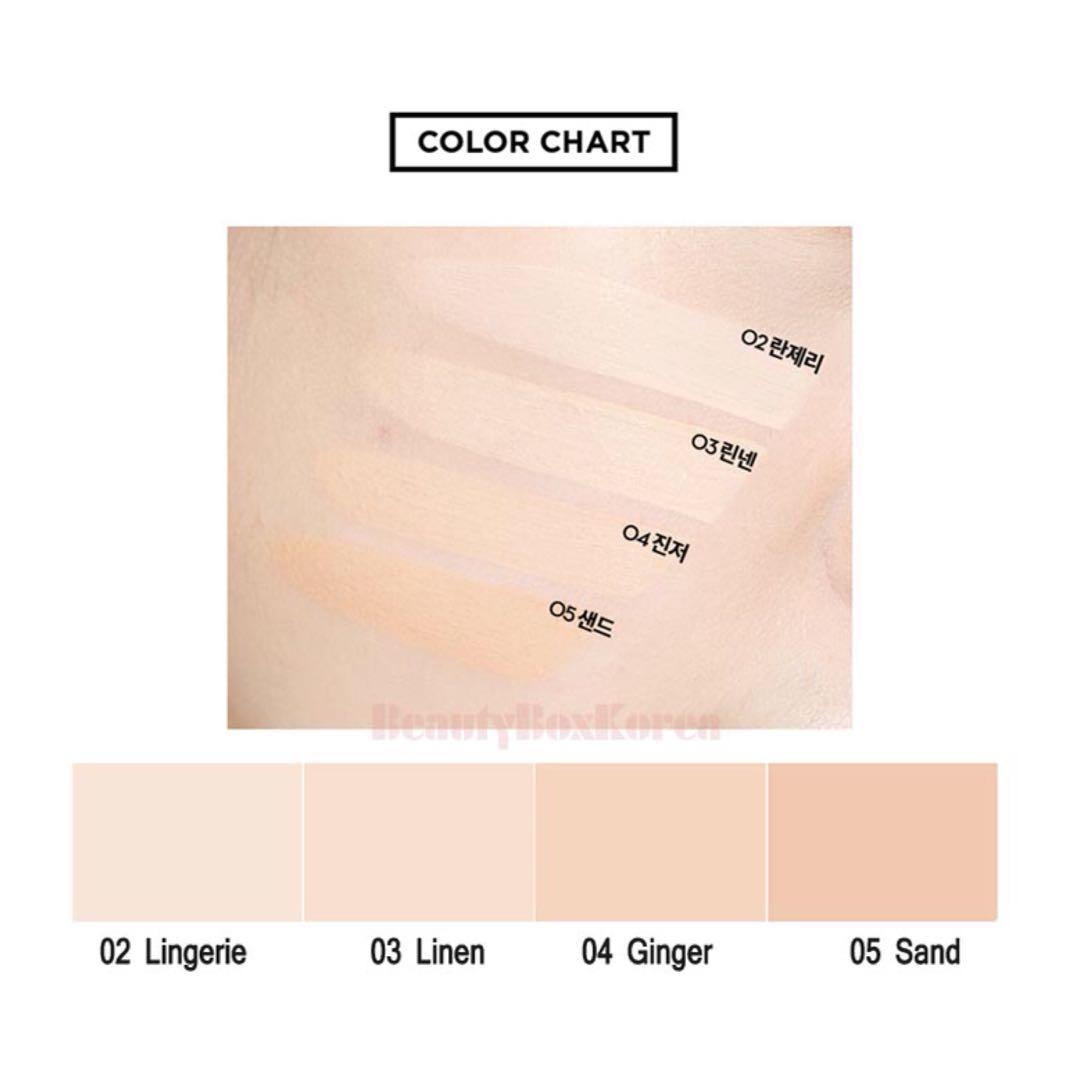 COLOR CHART
02 란제리
03 린넨
04 진저
05 샌드
BeautyBoxKorea
02 Lingerie
03 Linen
04 Ginger
05 Sand